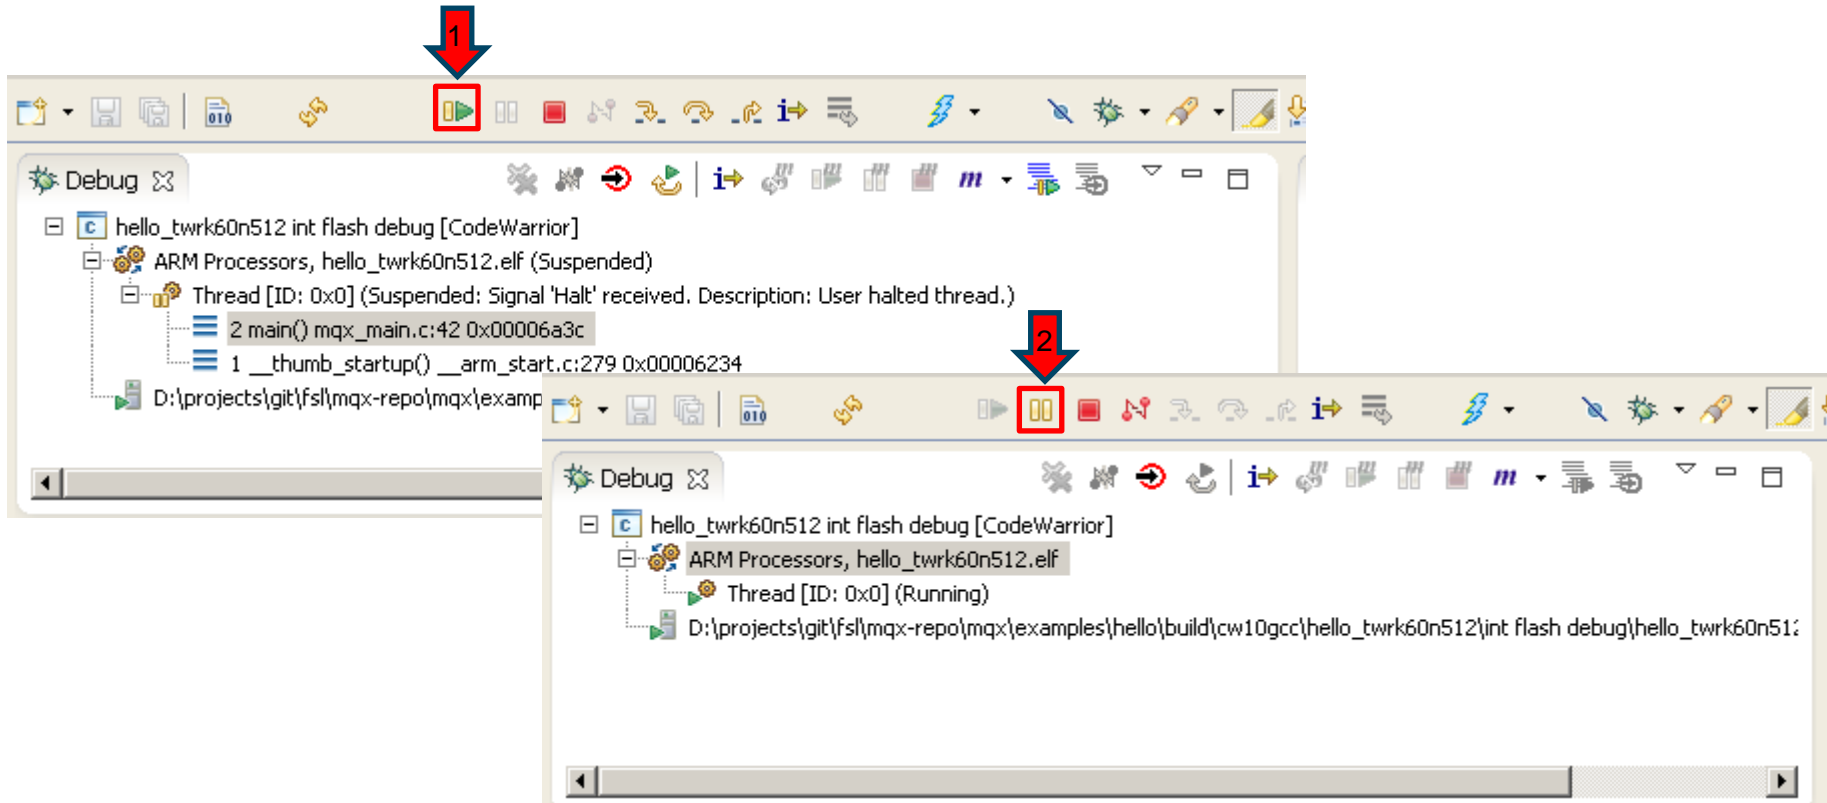 1
010
i
Debug
i
m
c
hello_twrk60n512 int flash debug [CodeWarrior]
ARM Processors, hello_twrk60n512.elf (Suspended)
Thread [ID: 0x0] (Suspended: Signal 'Halt' received. Description: User halted thread.)
2 main() mqx_main.c:42 0x00006a3c
1 __thumb_startup() __arm_start.c:279 0x00006234
D:\projects\git\fsl\mqx-repo\mqx\examp
2
010
i
Debug
i
m
c
hello_twrk60n512 int flash debug [CodeWarrior]
ARM Processors, hello_twrk60n512.elf
Thread [ID: 0x0] (Running)
D:\projects\git\fsl\mqx-repo\mqx\examples\hello\build\cw10gcc\hello_twrk60n512\int flash debug\hello_twrk60n512